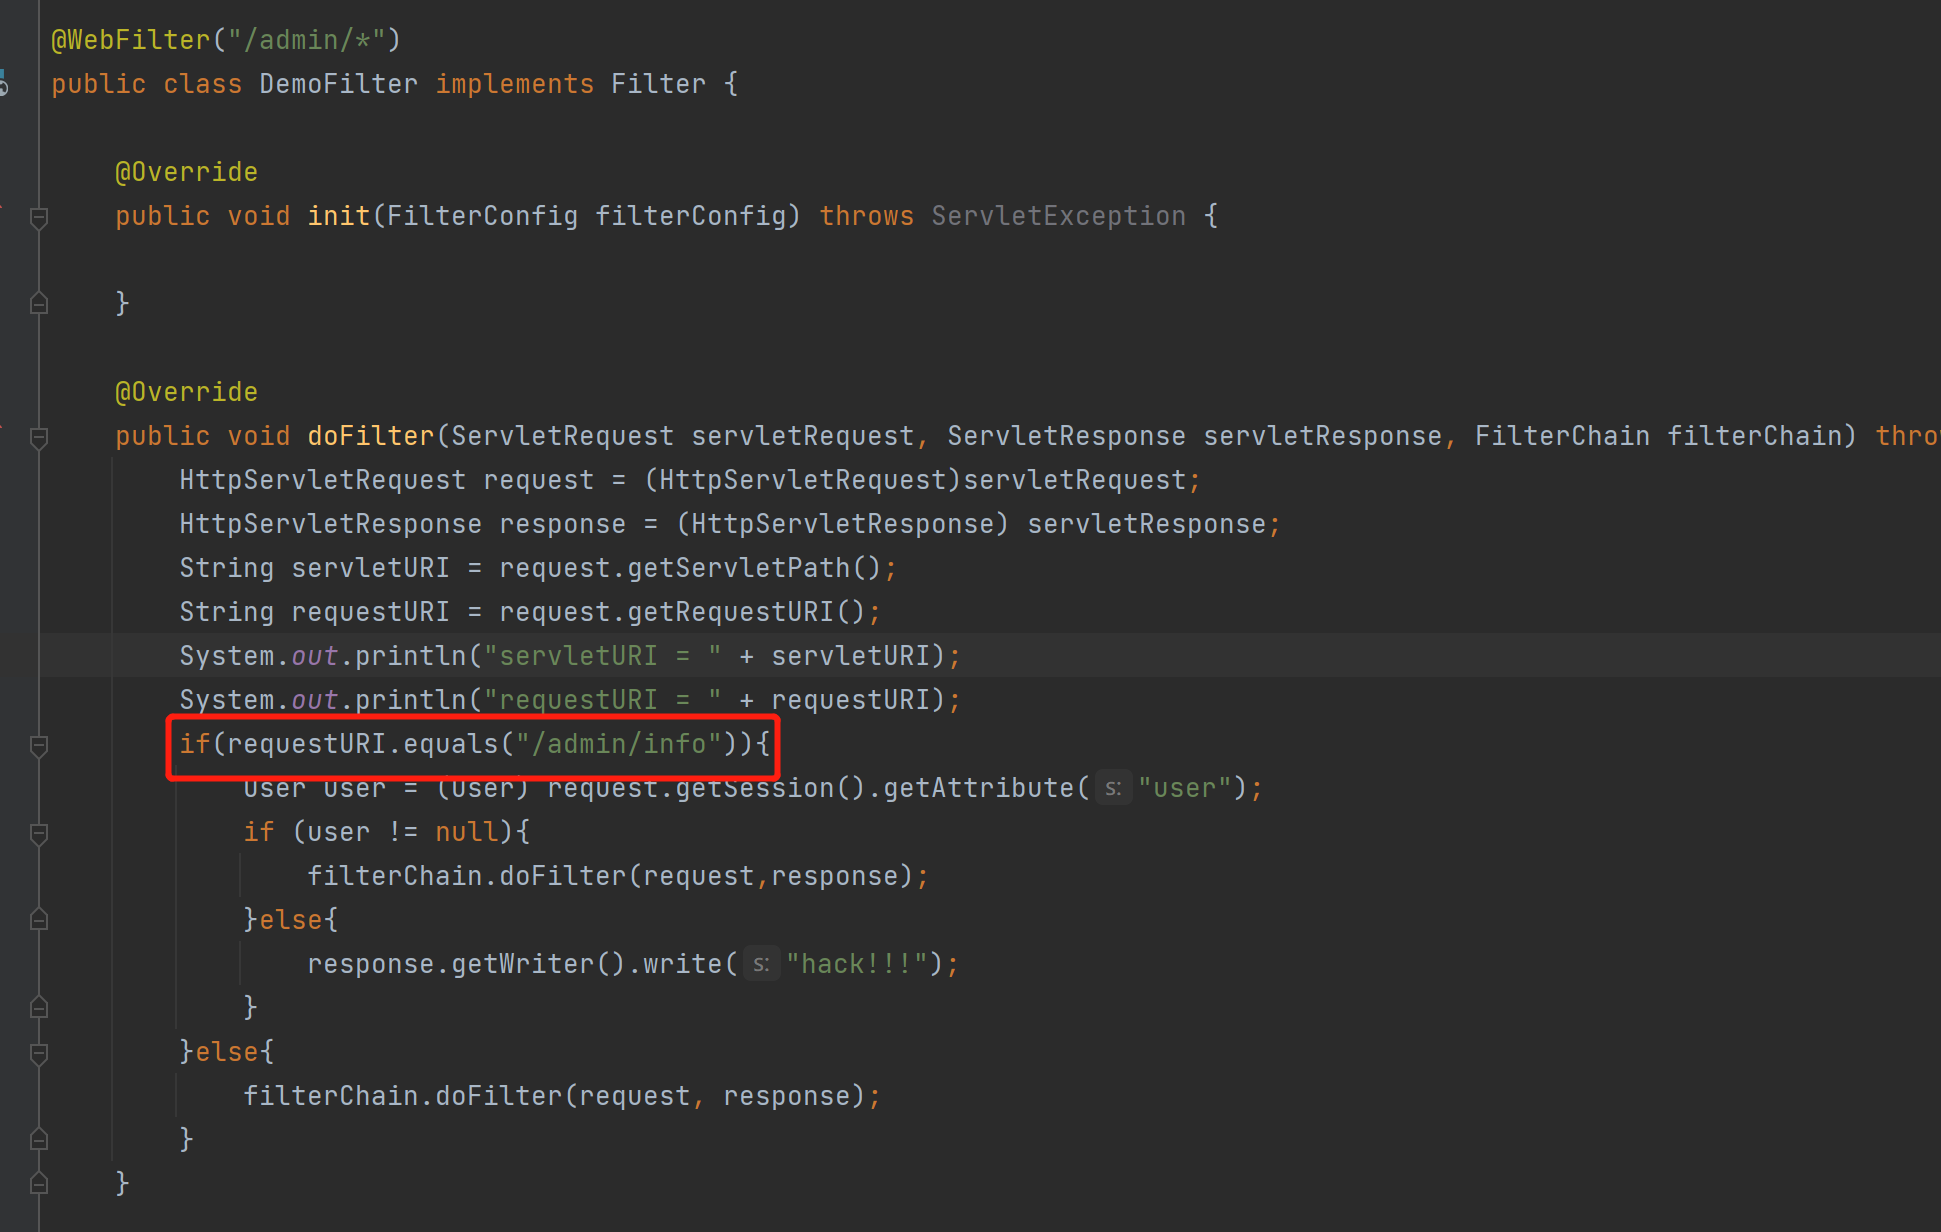 @WebFilter("/admin/*")
public class DemoFilter implements Filter {
@Override
public void init(FilterConfig filterConfig) throws ServletException {
}
@Override
public void doFilter(ServletRequest servletRequest, ServletResponse servletResponse, FilterChain filterChain)
HttpServletRequest request = (HttpServletRequest)servletRequest;
HttpServletResponse response = (HttpServletResponse) servletResponse;
String servletURI = request.getServletPath();
String requestURI = request.getRequestURI();
System.out.println("servletURI = " + servletURI);
System.out.println("requestURI = " + requestURI);
if(requestURI.equals("/admin/info")){
User user = (User) request.getSession().getAttribute( s: "user");
if (user != null){
filterChain.doFilter(request,response);
}else{
response.getWriter().write( s: "hack!!!");
}
}else{
filterChain.doFilter(request, response);
}
}